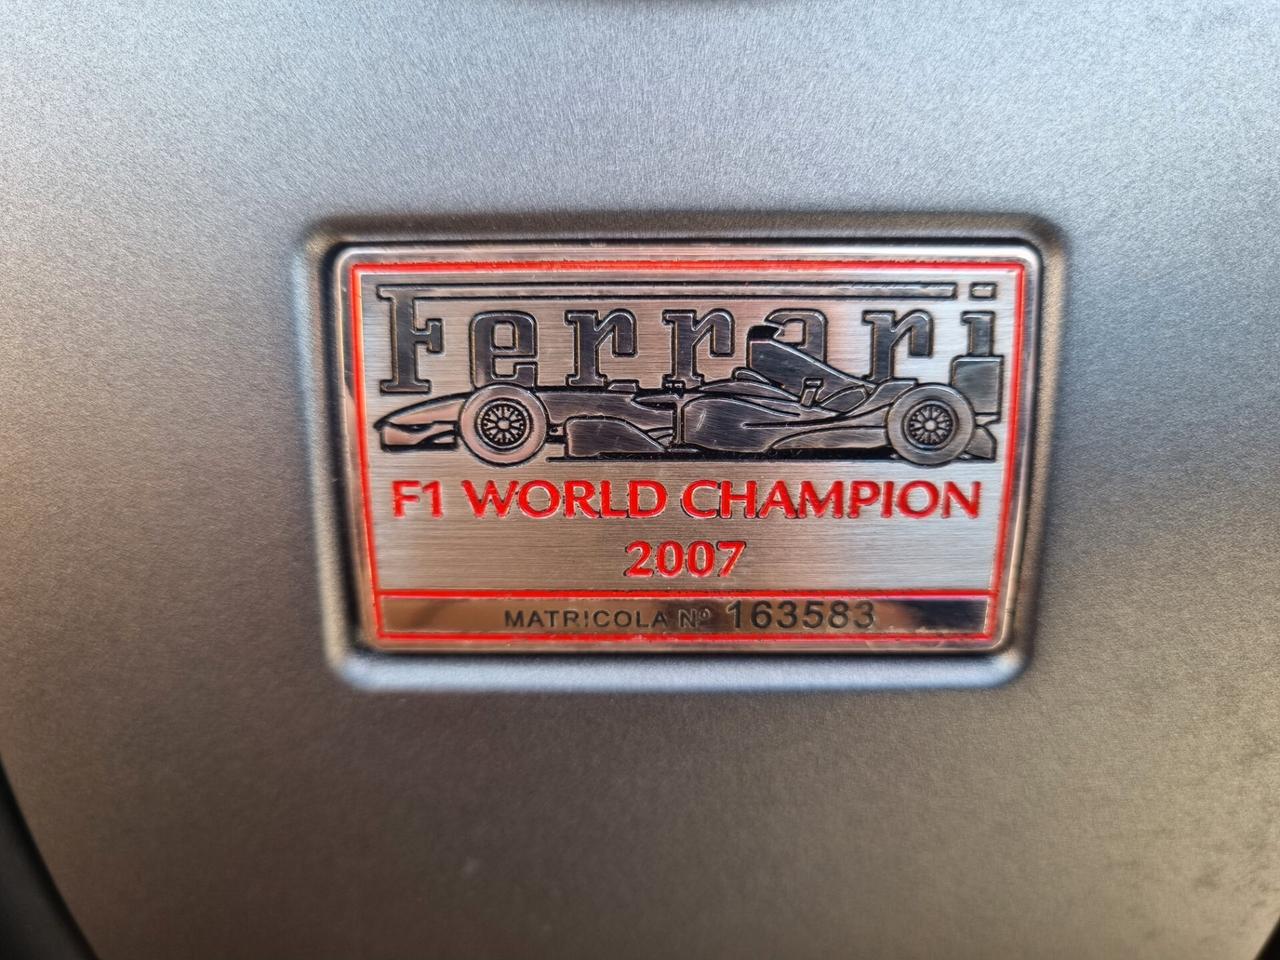 Ferrari
F1 WORLD CHAMPION
2007
MATRICOLA Nº 163583